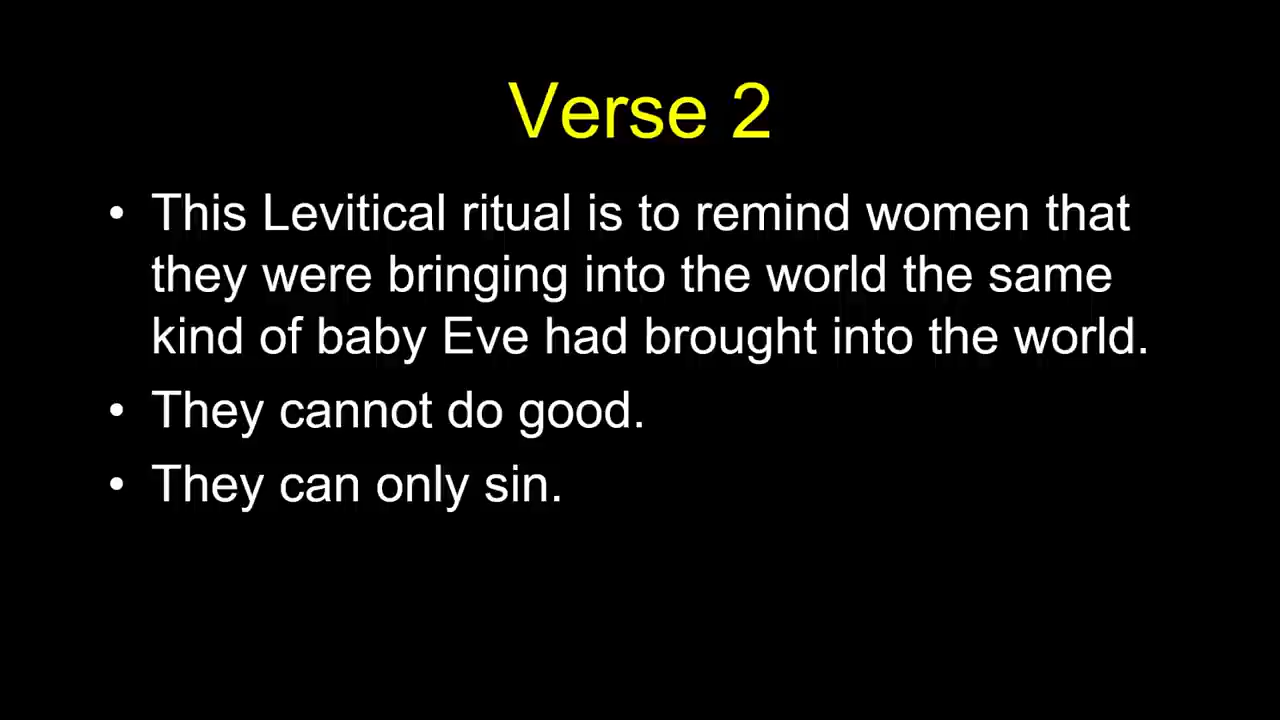 Verse 2
• This Levitical ritual is to remind women that
they were bringing into the world the same
kind of baby Eve had brought into the world.
• They cannot do good.
• They can only sin.